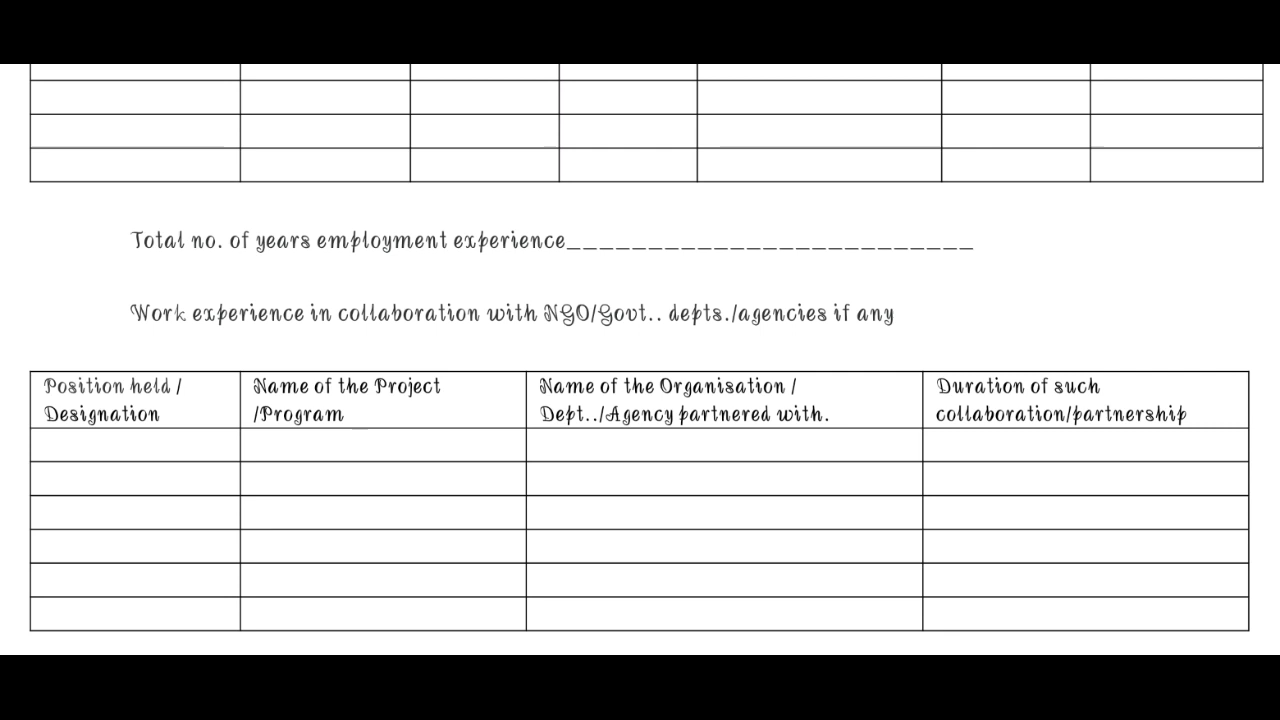 Total no. of years employment experience_________________________
Work experience in collaboration with NGO/Govt.. depts./agencies if any
Position held /
Designation
Name of the Project
/Program
Name of the Organisation /
Dept../Agency partnered with.
Duration of such
collaboration/partnership